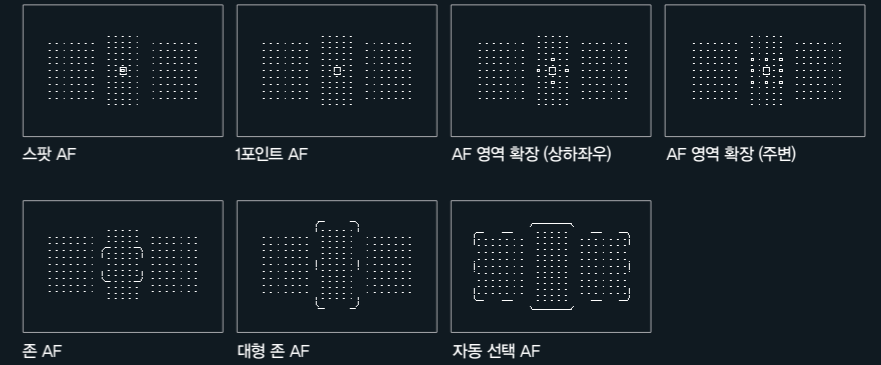 스팟 AF
1포인트 AF
AF 영역 확장 (상하좌우)
AF 영역 확장 (주변)
존 AF
대형 존 AF
자동 선택 AF